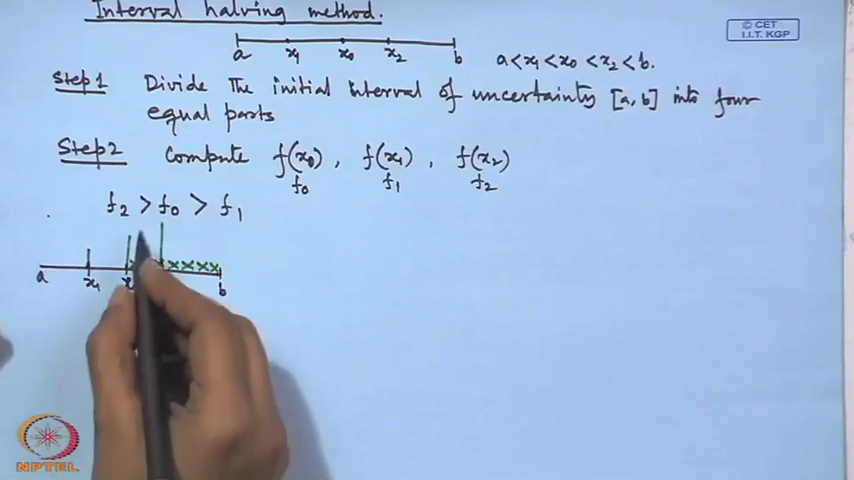 Interval halving method.
© CET
I.I.T. KGP
a x₁ x₀ x₂ b
a < x₁ < x₀ < x₂ < b.
Step 1 Divide the initial interval of uncertainty [a, b] into four
equal parts
Step 2 Compute f(x₀), f(x₁), f(x₂)
f₀ f₁ f₂
f₂ > f₀ > f₁
a x₁ b
NPTEL